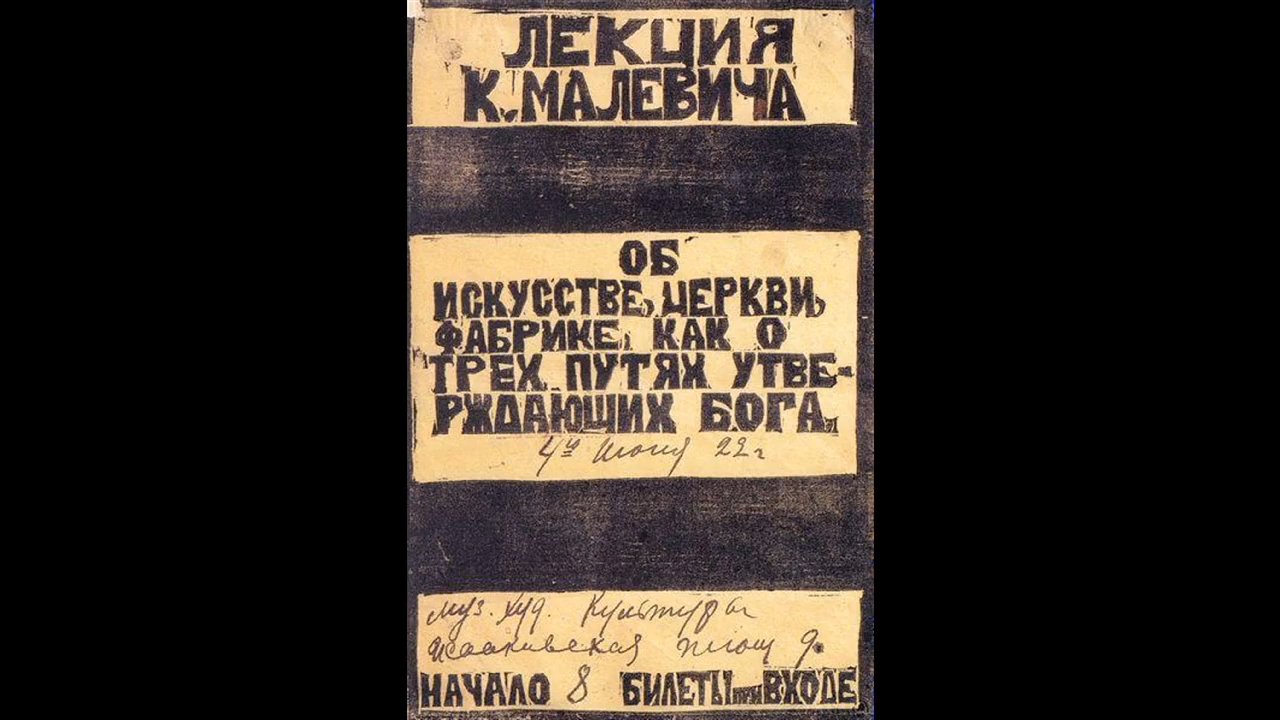 ЛЕКЦИЯ
К. МАЛЕВИЧА
ОБ
ИСКУССТВЕ, ЦЕРКВИ,
ФАБРИКЕ, КАК О
ТРЕХ ПУТЯХ УТВЕ-
РЖДАЮЩИХ БОГА.
4го Июня 22 г
Муз. Худ. Культуры
Исаакиевская площ 9.
НАЧАЛО 8 БИЛЕТЫ ПРИ ВХОДЕ